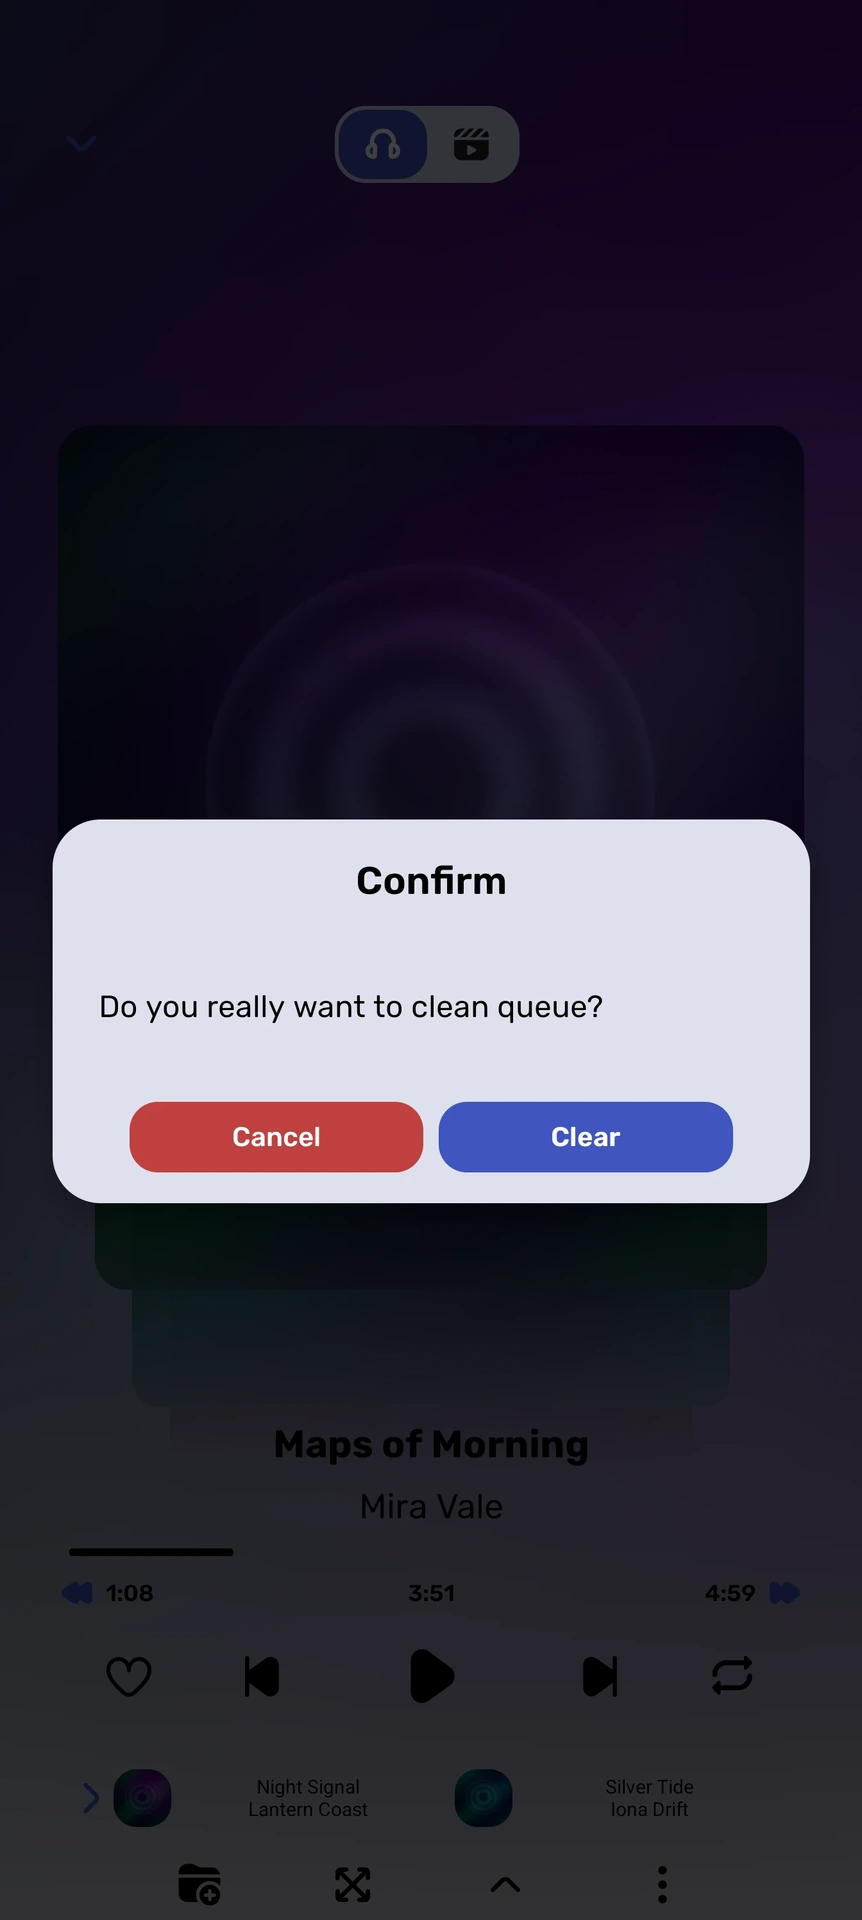 Confirm
Do you really want to clean queue?
Cancel Clear
Maps of Morning
Mira Vale
1:08 3:51 4:59
Night Signal Silver Tide
Lantern Coast Iona Drift